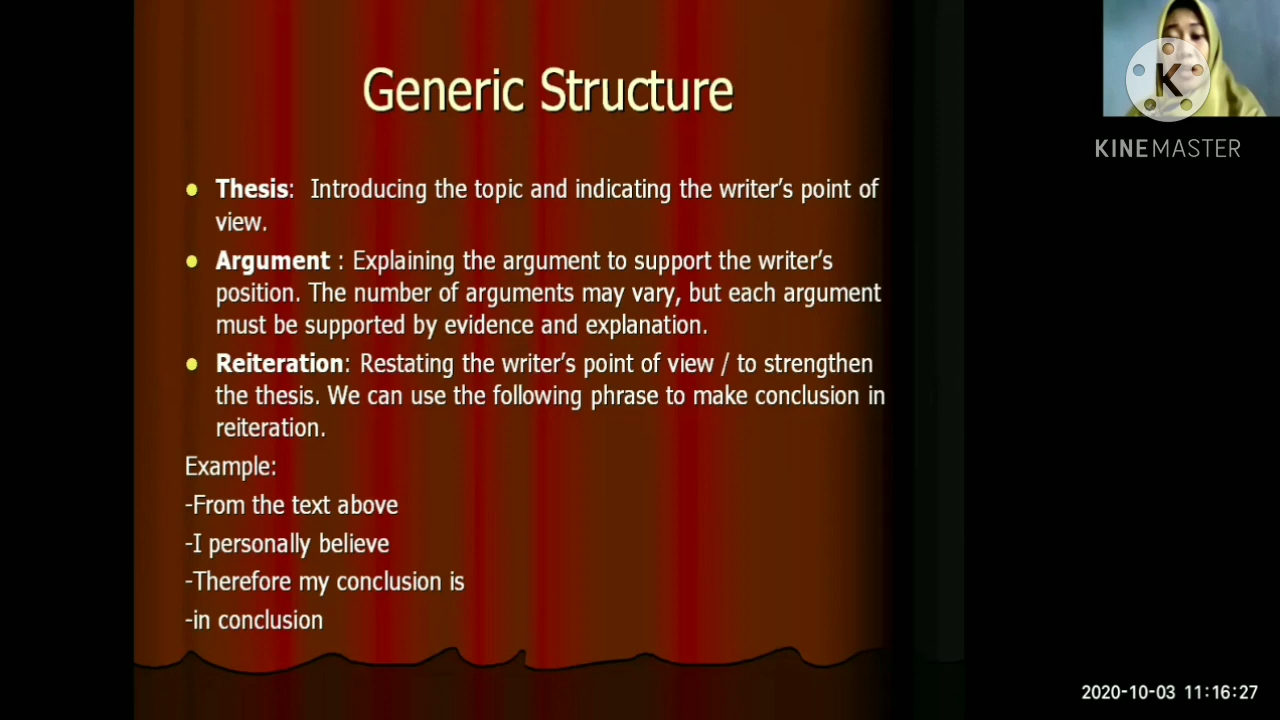 Generic Structure
K
KINEMASTER
Thesis: Introducing the topic and indicating the writer's point of
view.
Argument : Explaining the argument to support the writer's
position. The number of arguments may vary, but each argument
must be supported by evidence and explanation.
Reiteration: Restating the writer's point of view / to strengthen
the thesis. We can use the following phrase to make conclusion in
reiteration.
Example:
-From the text above
-I personally believe
-Therefore my conclusion is
-in conclusion
2020-10-03 11:16:27